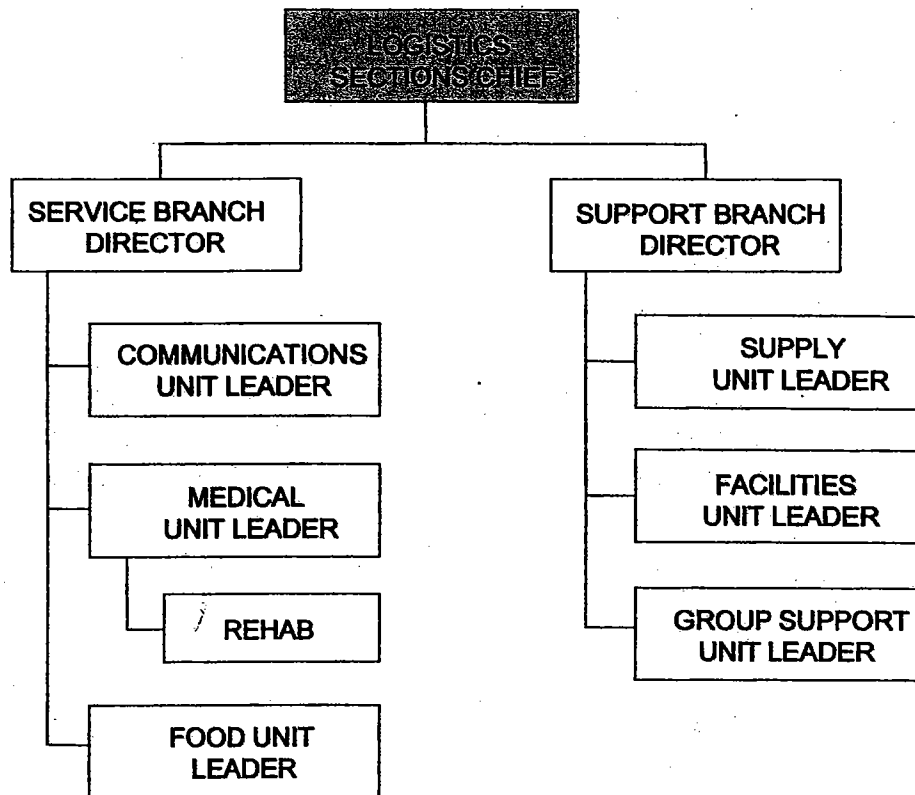 LOGISTICS
SECTIONS CHIEF
SERVICE BRANCH
DIRECTOR
COMMUNICATIONS
UNIT LEADER
MEDICAL
UNIT LEADER
REHAB
FOOD UNIT
LEADER
SUPPORT BRANCH
DIRECTOR
SUPPLY
UNIT LEADER
FACILITIES
UNIT LEADER
GROUP SUPPORT
UNIT LEADER